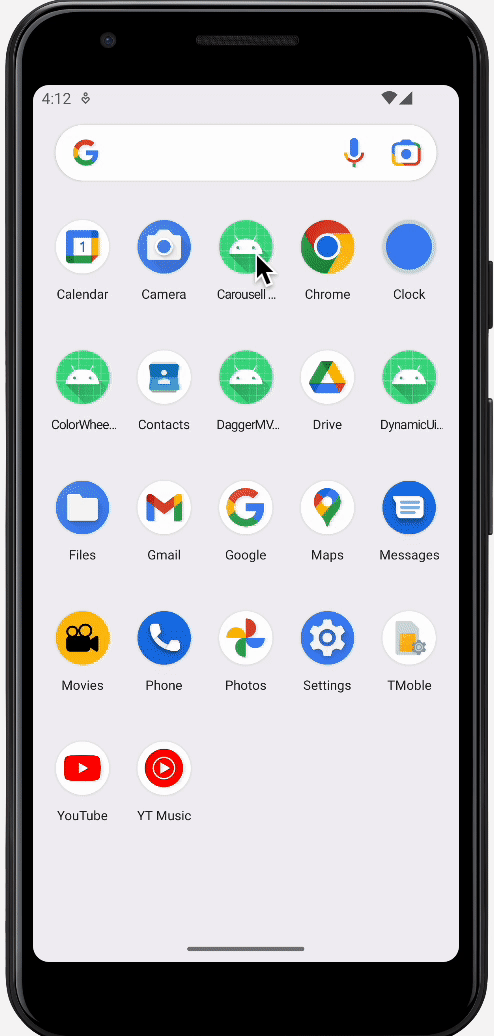 4:12
Calendar
Camera
Carousell...
Chrome
Clock
ColorWhee...
Contacts
DaggerMV...
Drive
DynamicUi...
Files
Gmail
Google
Maps
Messages
Movies
Phone
Photos
Settings
TMoble
YouTube
YT Music
1